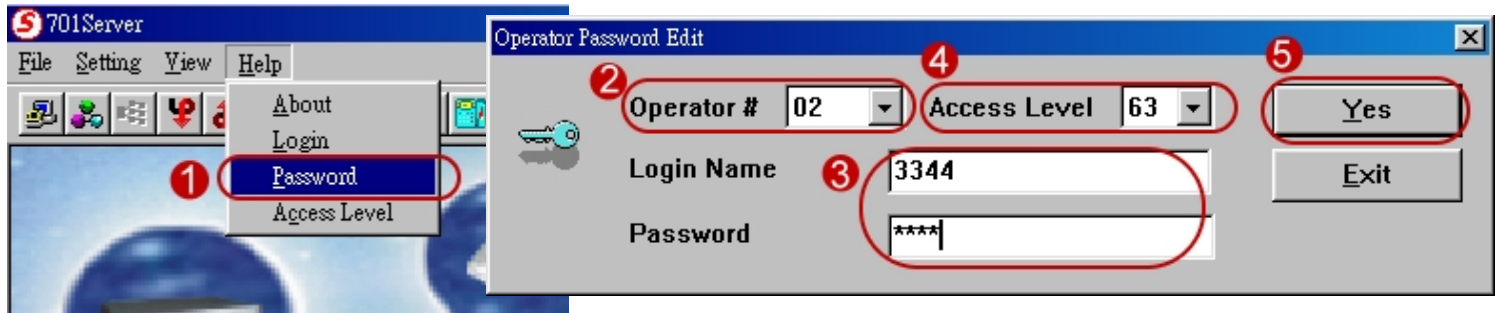 701Server
File Setting View Help
About
Login
1 Password
Access Level
Operator Password Edit
2 4 5
Operator # 02 Access Level 63 Yes
Login Name 3 3344 Exit
Password ****